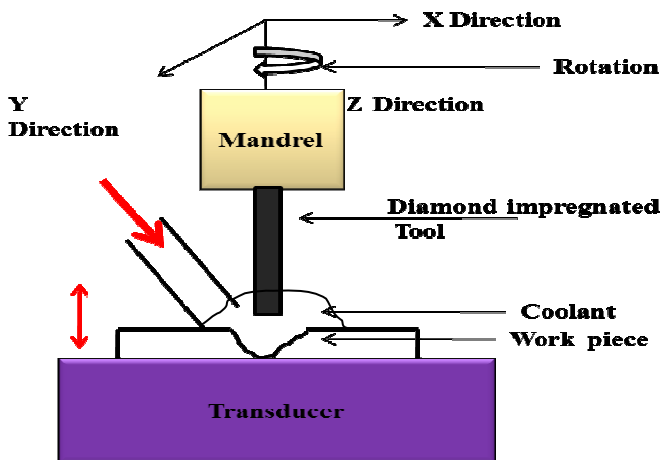 X Direction
Rotation
Y
Direction
Z Direction
Mandrel
Diamond impregnated
Tool
Coolant
Work piece
Transducer